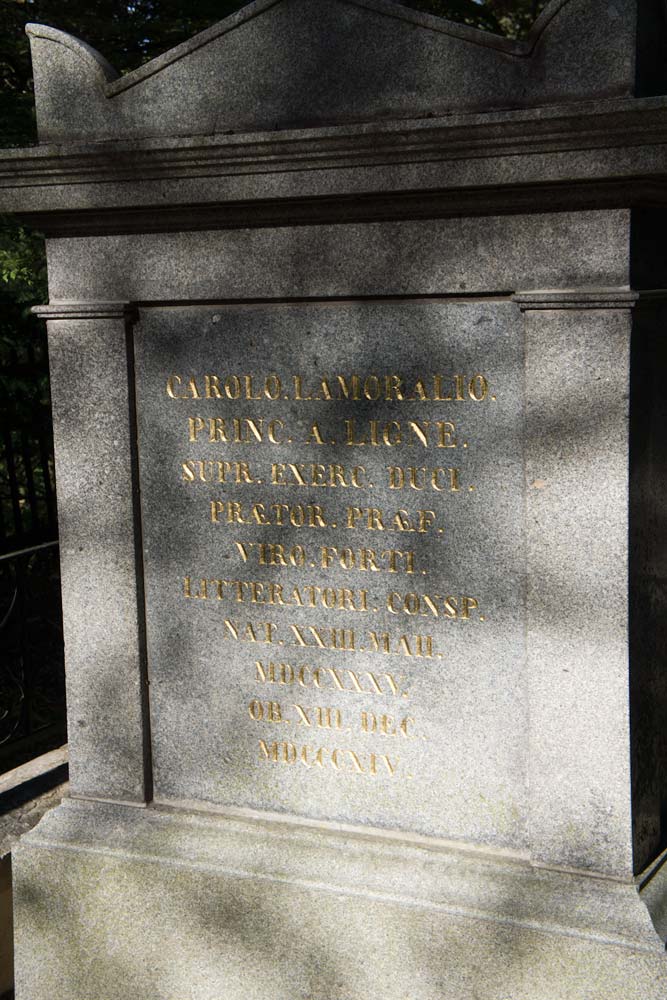 CAROLO. LAMORALIO.
PRINC. A. LIGNE.
SUPR. EXERC. DUCI.
PRÆTOR. PRÆF.
VIRO. FORTI.
LITTERATORI. CONSP.
NAT. XXIII. MAII.
MDCCXXXV.
OB. XIII. DEC.
MDCCCXIV.